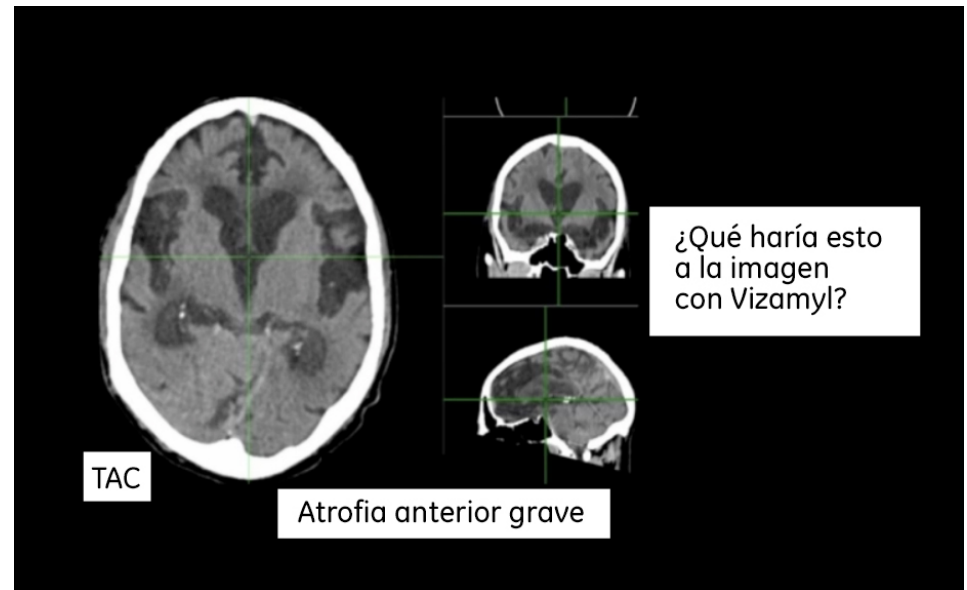 ¿Qué haría esto
a la imagen
con Vizamyl?
TAC
Atrofia anterior grave